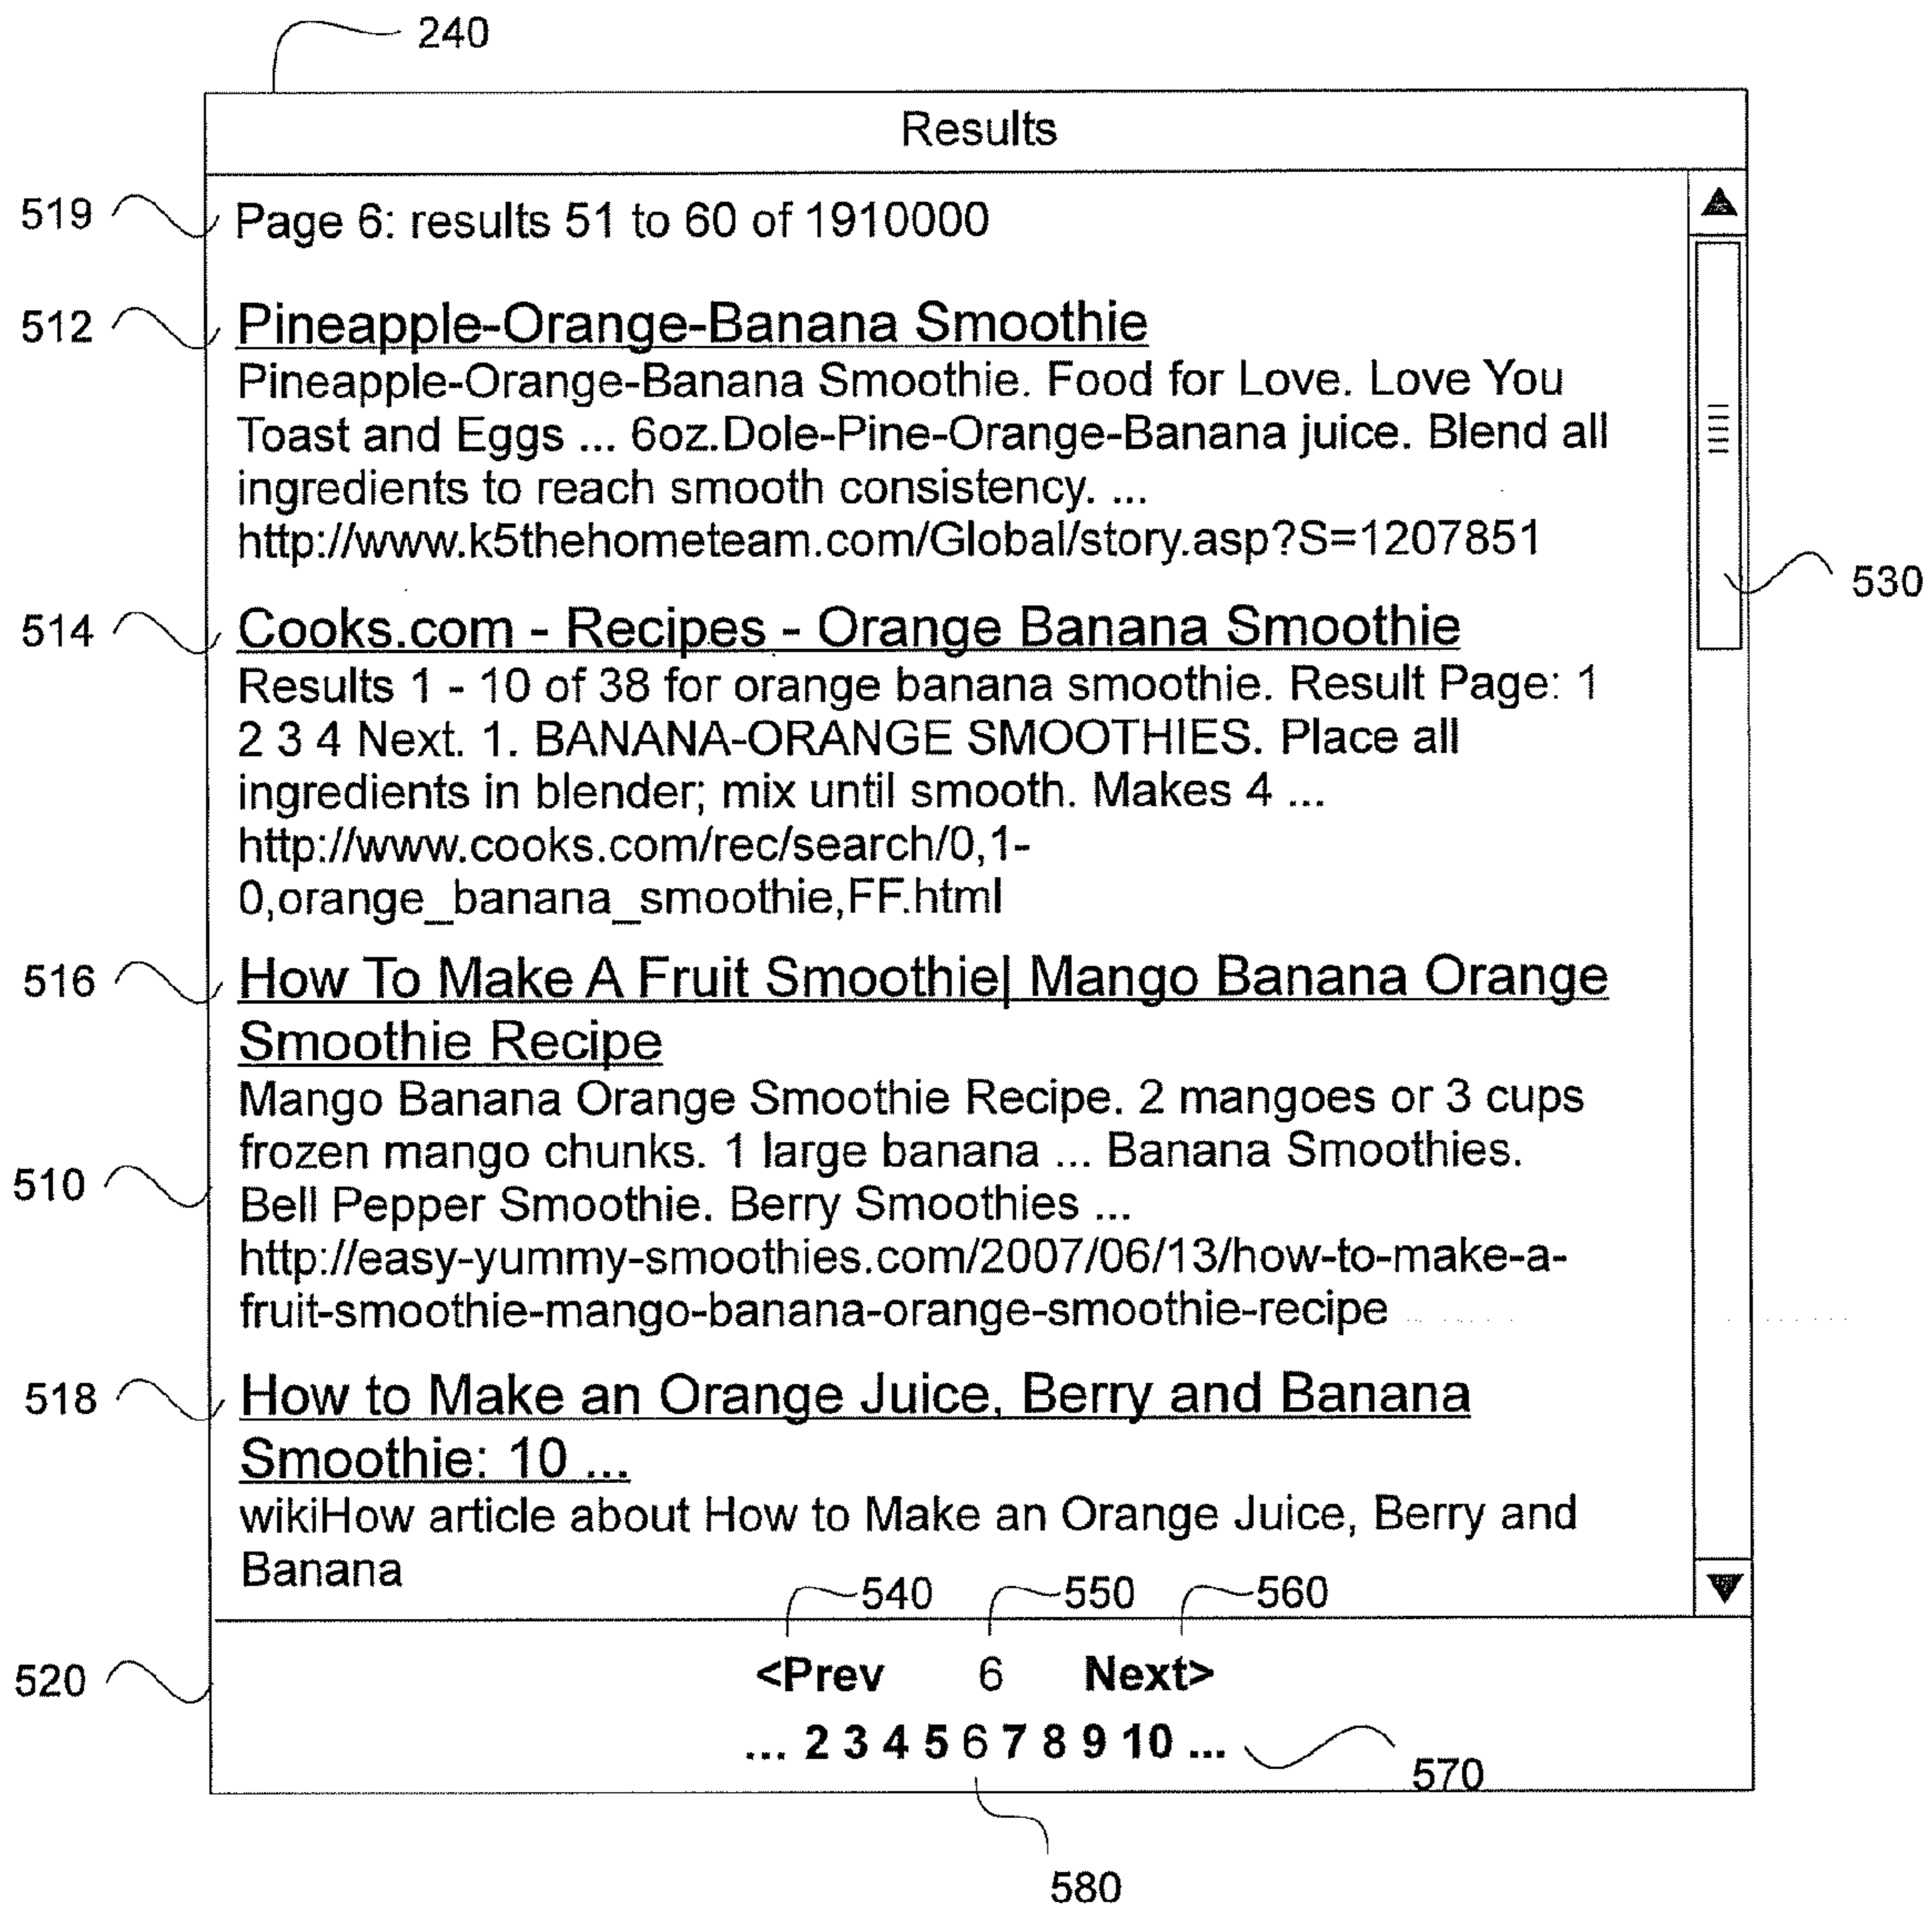 240
Results
519 Page 6: results 51 to 60 of 1910000
512 Pineapple-Orange-Banana Smoothie
Pineapple-Orange-Banana Smoothie. Food for Love. Love You
Toast and Eggs ... 6oz.Dole-Pine-Orange-Banana juice. Blend all
ingredients to reach smooth consistency. ...
http://www.k5thehometeam.com/Global/story.asp?S=1207851
530
514 Cooks.com - Recipes - Orange Banana Smoothie
Results 1 - 10 of 38 for orange banana smoothie. Result Page: 1
2 3 4 Next. 1. BANANA-ORANGE SMOOTHIES. Place all
ingredients in blender; mix until smooth. Makes 4 ...
http://www.cooks.com/rec/search/0,1-
0,orange_banana_smoothie,FF.html
516 How To Make A Fruit Smoothie| Mango Banana Orange
Smoothie Recipe
Mango Banana Orange Smoothie Recipe. 2 mangoes or 3 cups
frozen mango chunks. 1 large banana ... Banana Smoothies.
510 Bell Pepper Smoothie. Berry Smoothies ...
http://easy-yummy-smoothies.com/2007/06/13/how-to-make-a-
fruit-smoothie-mango-banana-orange-smoothie-recipe
518 How to Make an Orange Juice, Berry and Banana
Smoothie: 10 ...
wikiHow article about How to Make an Orange Juice, Berry and
Banana
540 550 560
520 <Prev 6 Next>
... 2 3 4 5 6 7 8 9 10 ...
570
580